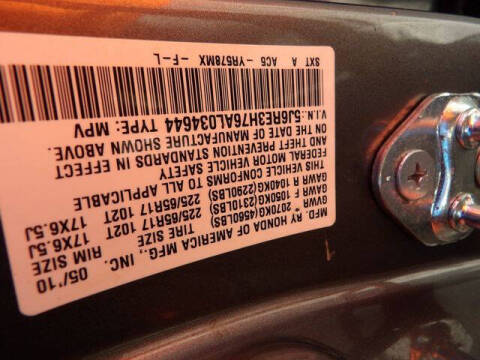 MFD. BY HONDA OF AMERICA MFG., INC. 05/10
GVWR 2070KG(4560LBS) TIRE SIZE RIM SIZE
GAWR F 1050KG(2310LBS) 225/65R17 102T 17X6.5J
GAWR R 1040KG(2290LBS) 225/65R17 102T 17X6.5J
THIS VEHICLE CONFORMS TO ALL APPLICABLE
FEDERAL MOTOR VEHICLE SAFETY
AND THEFT PREVENTION STANDARDS IN EFFECT
ON THE DATE OF MANUFACTURE SHOWN ABOVE.
V.I.N.:5J6RE3H76AL034644 TYPE: MPV
SXT A AC5 -YR578MX -F-L